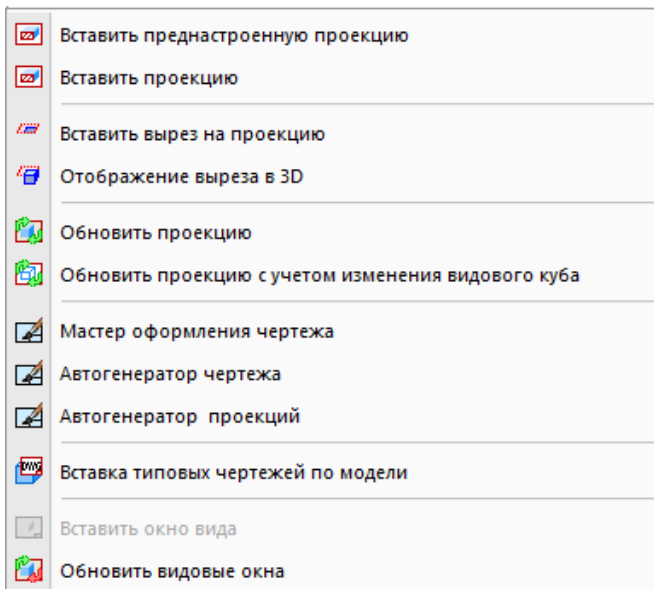 Вставить преднастроенную проекцию
Вставить проекцию
Вставить вырез на проекцию
Отображение выреза в 3D
Обновить проекцию
Обновить проекцию с учетом изменения видового куба
Мастер оформления чертежа
Автогенератор чертежа
Автогенератор  проекций
DWG
Вставка типовых чертежей по модели
Вставить окно вида
Обновить видовые окна